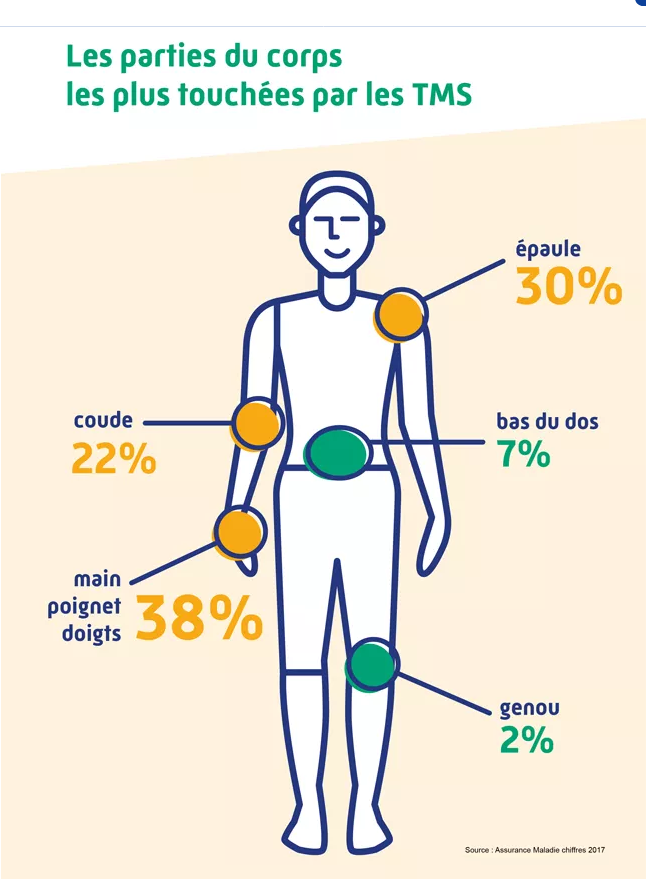 Les parties du corps
les plus touchées par les TMS
épaule
30%
coude
22%
bas du dos
7%
main
poignet
doigts
38%
genou
2%
Source : Assurance Maladie chiffres 2017